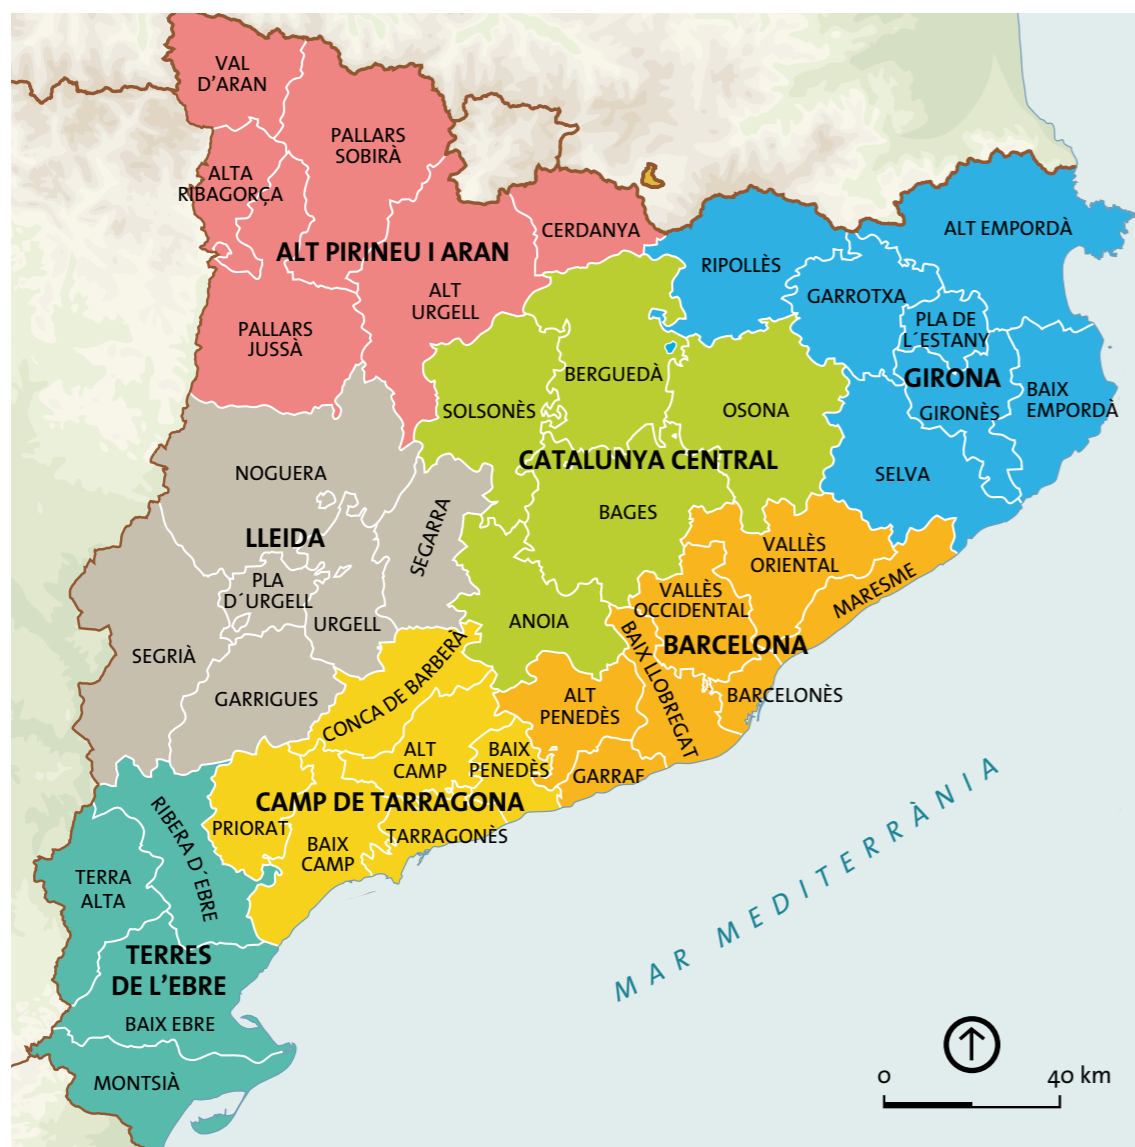 VAL
D'ARAN
PALLARS
SOBIRÀ
ALTA
RIBAGORÇA
CERDANYA
ALT PIRINEU I ARAN
ALT
URGELL
PALLARS
JUSSÀ
RIPOLLÈS
ALT EMPORDÀ
GARROTXA
PLA DE
L´ESTANY
GIRONA
GIRONÈS
BAIX
EMPORDÀ
SELVA
BERGUEDÀ
SOLSONÈS
OSONA
CATALUNYA CENTRAL
BAGES
ANOIA
NOGUERA
LLEIDA
SEGARRA
PLA
D´URGELL
URGELL
SEGRIÀ
GARRIGUES
VALLÈS
ORIENTAL
MARESME
VALLÈS
OCCIDENTAL
BARCELONA
BAIX LLOBREGAT
BARCELONÈS
ALT
PENEDÈS
GARRAF
CONCA DE BARBERÀ
ALT
CAMP
BAIX
PENEDÈS
CAMP DE TARRAGONA
PRIORAT
BAIX
CAMP
TARRAGONÈS
RIBERA D´EBRE
TERRA
ALTA
TERRES
DE L'EBRE
BAIX EBRE
MONTSIÀ
MAR MEDITERRÀNIA
0 40 km